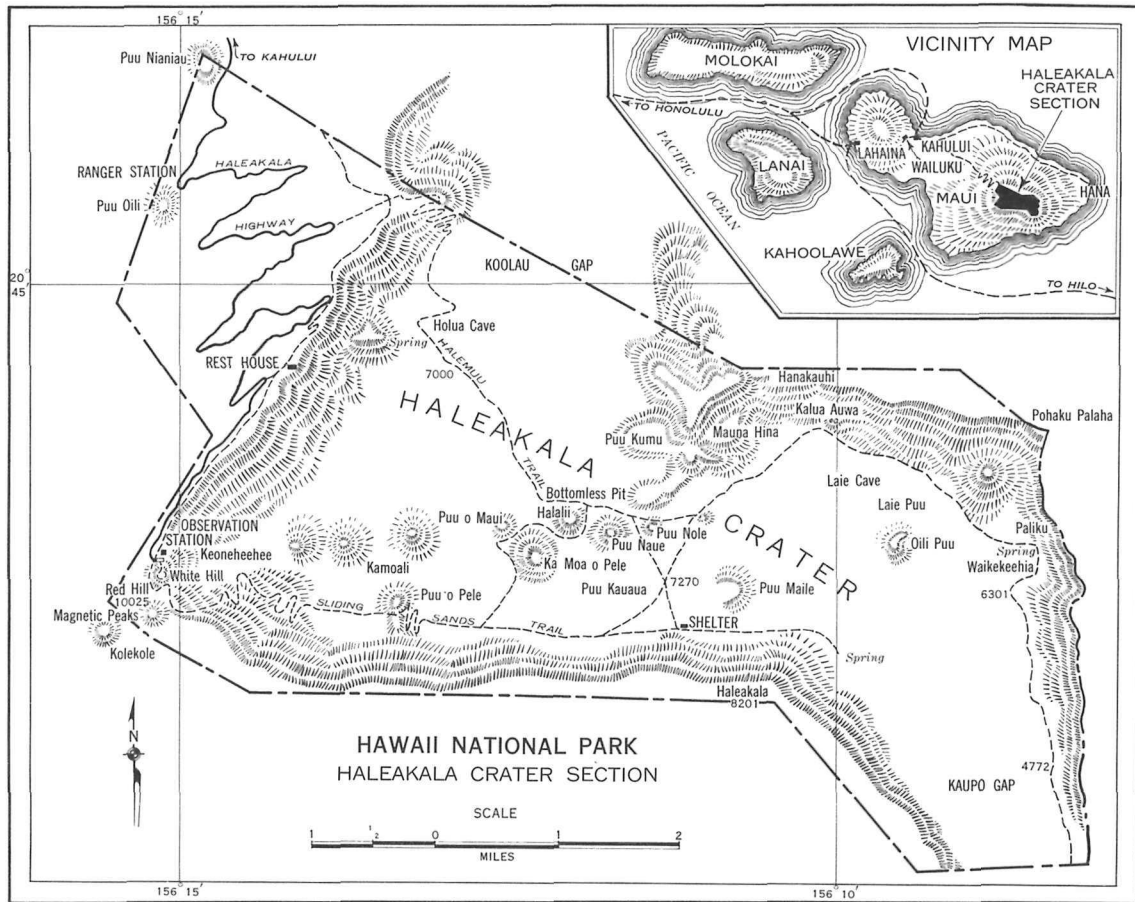 156°15'
Puu Nianiau
TO KAHULUI
RANGER STATION
HALEAKALA
Puu Oili
HIGHWAY
20°
45'
KOOLAU GAP
Holua Cave
Spring
HALEMUU
7000
REST HOUSE
HALEAKALA
TRAIL
Hanakauhi
Kalua Auwa
Pohaku Palaha
Puu Kumu
Mauna Hina
Bottomless Pit
Laie Cave
Laie Puu
Halalii
Puu o Maui
Puu Nole
CRATER
OBSERVATION
STATION
Keoneheehee
Puu Naue
Oili Puu
Paliku
Spring
Waikekeehia
Kamoali
Ka Moa o Pele
White Hill
Red Hill
10025
Puu Kauaua
7270
Puu Maile
6301
Puu o Pele
Magnetic Peaks
SLIDING SANDS TRAIL
SHELTER
Kolekole
Spring
Haleakala
8201
N
4772
KAUPO GAP
HAWAII NATIONAL PARK
HALEAKALA CRATER SECTION
SCALE
1 ½ 0 1 2
MILES
156°15'
156°10'
VICINITY MAP
MOLOKAI
HALEAKALA
CRATER
SECTION
TO HONOLULU
PACIFIC OCEAN
LANAI
LAHAINA
KAHULUI
WAILUKU
MAUI
HANA
KAHOOLAWE
TO HILO